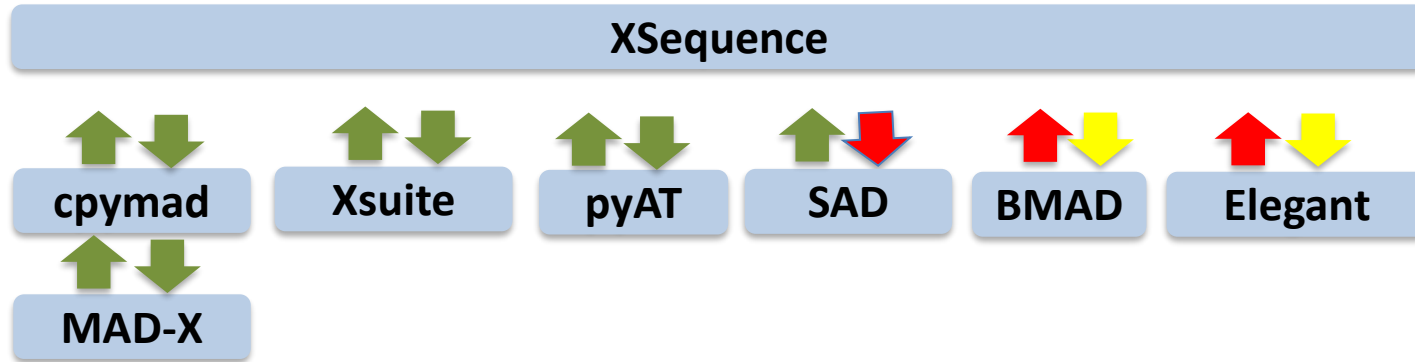 XSequence
cpymad
Xsuite
pyAT
SAD
BMAD
Elegant
MAD-X